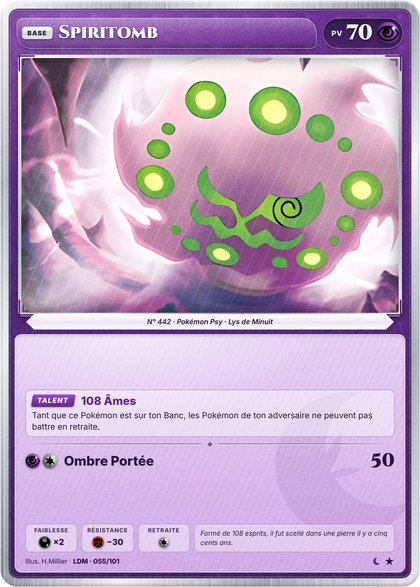 BASE SPIRITOMB PV 70
N° 442 · Pokémon Psy · Lys de Minuit
TALENT 108 Âmes
Tant que ce Pokémon est sur ton Banc, les Pokémon de ton adversaire ne peuvent pas
battre en retraite.
Ombre Portée 50
FAIBLESSE RÉSISTANCE RETRAITE
×2 −30
Formé de 108 esprits, il fut scellé dans une pierre il y a cinq
cents ans.
Illus. H.Millier · LDM · 055/101